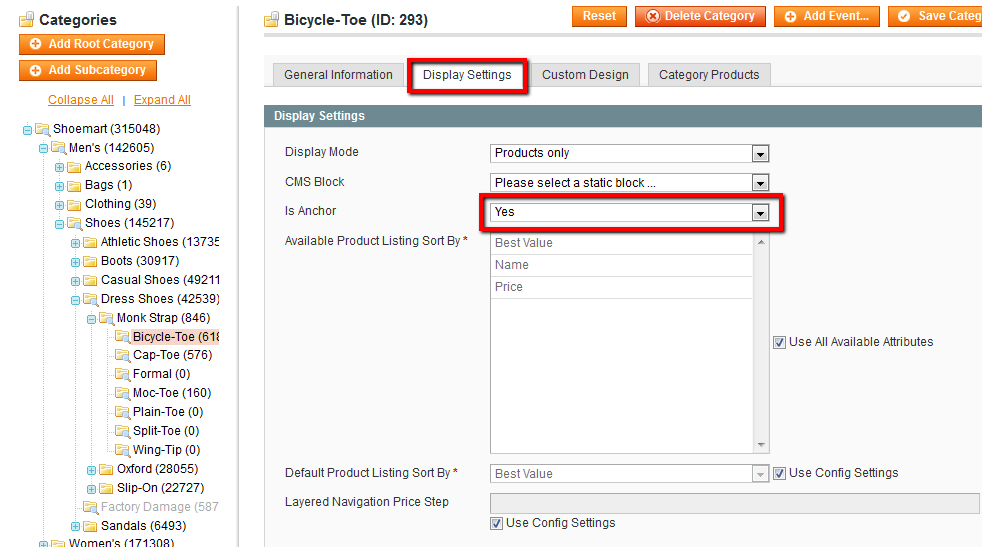 Categories
Add Root Category
Add Subcategory
Collapse All | Expand All
Shoemart (315048)
Men's (142605)
Accessories (6)
Bags (1)
Clothing (39)
Shoes (145217)
Athletic Shoes (13735
Boots (30917)
Casual Shoes (49211
Dress Shoes (42539)
Monk Strap (846)
Bicycle-Toe (618
Cap-Toe (576)
Formal (0)
Moc-Toe (160)
Plain-Toe (0)
Split-Toe (0)
Wing-Tip (0)
Oxford (28055)
Slip-On (22727)
Factory Damage (587
Sandals (6493)
Women's (171308)
Bicycle-Toe (ID: 293)
Reset
Delete Category
Add Event...
Save Categ
General Information
Display Settings
Custom Design
Category Products
Display Settings
Display Mode
Products only
CMS Block
Please select a static block ...
Is Anchor
Yes
Available Product Listing Sort By *
Best Value
Name
Price
Use All Available Attributes
Default Product Listing Sort By *
Best Value
Use Config Settings
Layered Navigation Price Step
Use Config Settings